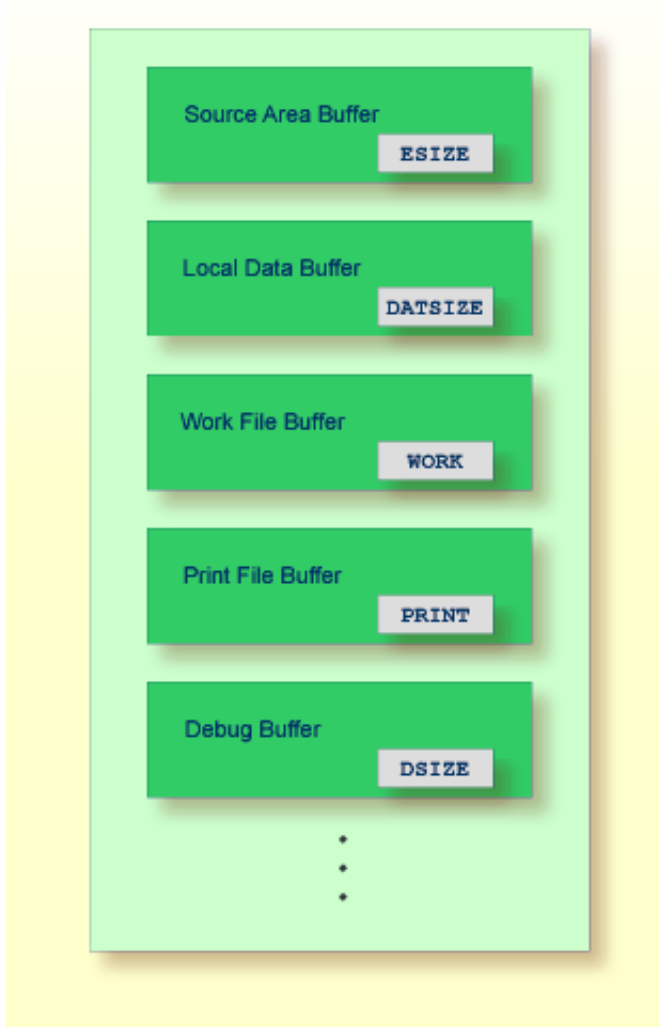 Source Area Buffer
ESIZE
Local Data Buffer
DATSIZE
Work File Buffer
WORK
Print File Buffer
PRINT
Debug Buffer
DSIZE